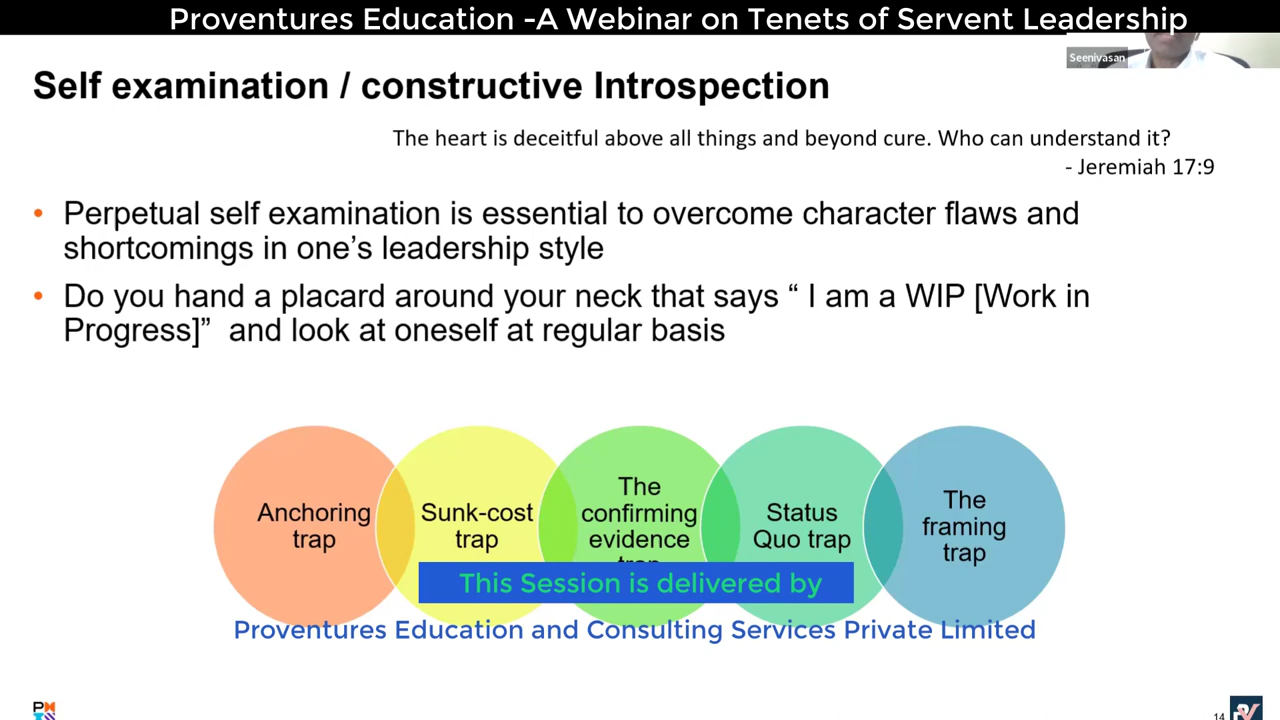 Proventures Education -A Webinar on Tenets of Servent Leadership
Seenivasan
Self examination / constructive Introspection
The heart is deceitful above all things and beyond cure. Who can understand it?
- Jeremiah 17:9
• Perpetual self examination is essential to overcome character flaws and
shortcomings in one’s leadership style
• Do you hand a placard around your neck that says “ I am a WIP [Work in
Progress]”  and look at oneself at regular basis
Anchoring
trap
Sunk-cost
trap
The
confirming
evidence
Status
Quo trap
The
framing
trap
This Session is delivered by
Proventures Education and Consulting Services Private Limited
14